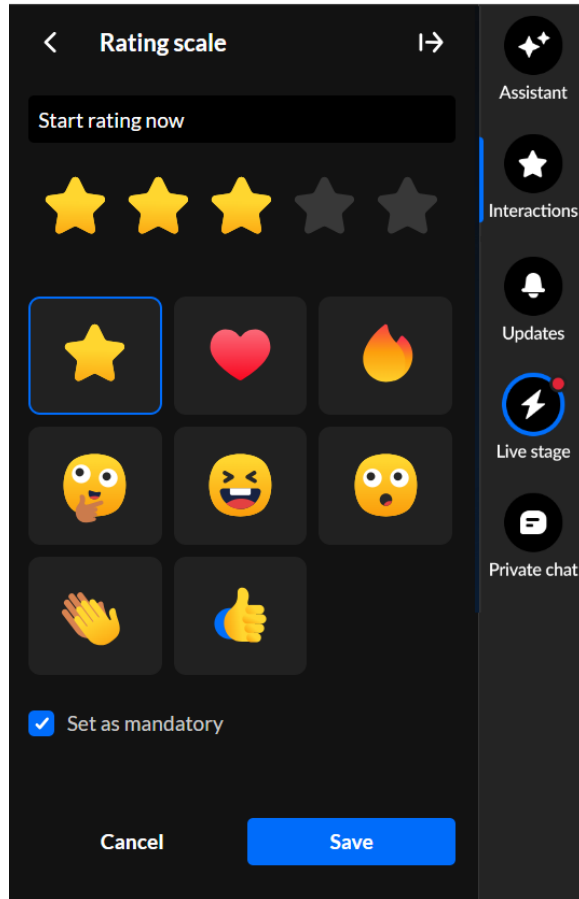 Rating scale
Start rating now
Set as mandatory
Cancel
Save
Assistant
Interactions
Updates
Live stage
Private chat